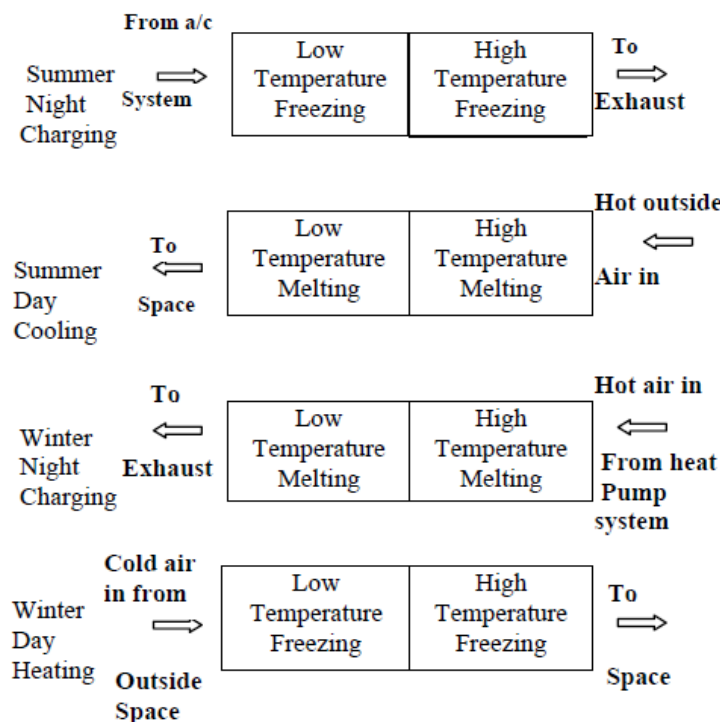 Summer
Night
Charging
From a/c
System
Low
Temperature
Freezing
High
Temperature
Freezing
To
Exhaust
Summer
Day
Cooling
To
Space
Low
Temperature
Melting
High
Temperature
Melting
Hot outside
Air in
Winter
Night
Charging
To
Exhaust
Low
Temperature
Melting
High
Temperature
Melting
Hot air in
From heat
Pump
system
Winter
Day
Heating
Cold air
in from
Outside
Space
Low
Temperature
Freezing
High
Temperature
Freezing
To
Space